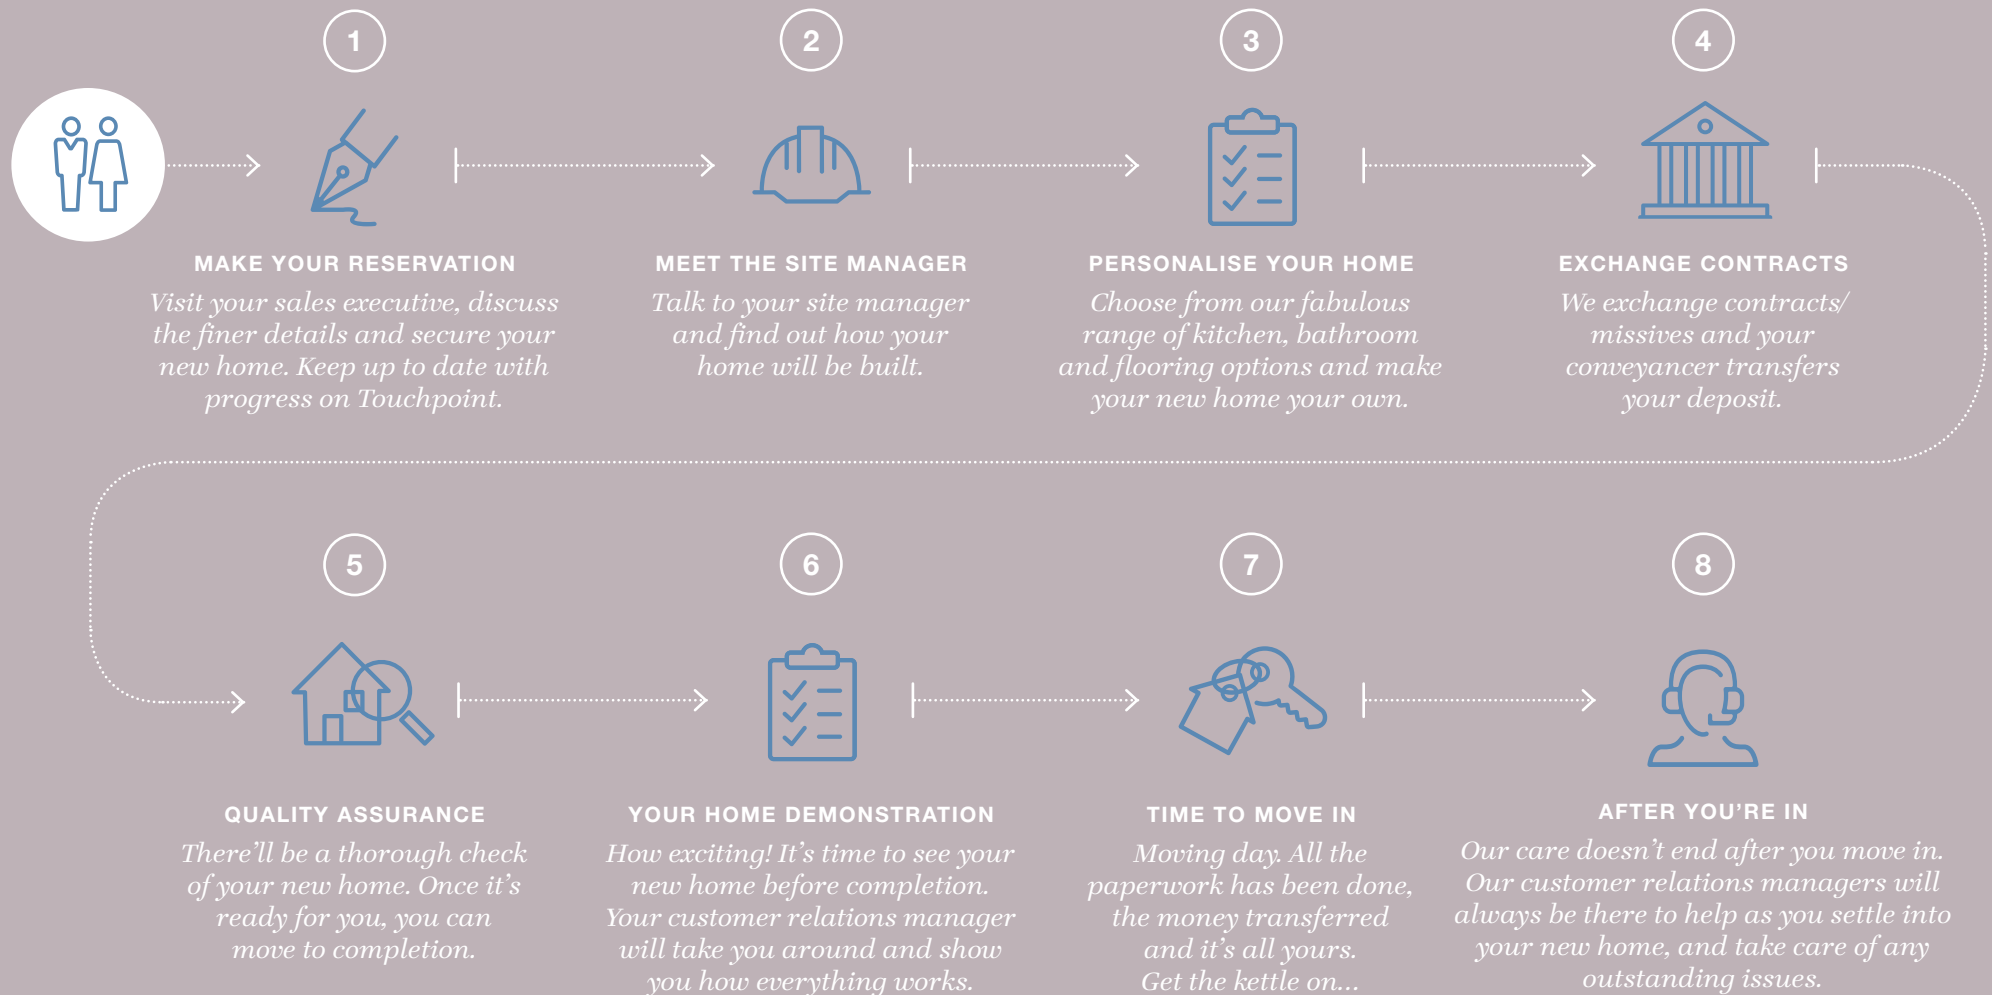 1
MAKE YOUR RESERVATION
Visit your sales executive, discuss
the finer details and secure your
new home. Keep up to date with
progress on Touchpoint.
2
MEET THE SITE MANAGER
Talk to your site manager
and find out how your
home will be built.
3
PERSONALISE YOUR HOME
Choose from our fabulous
range of kitchen, bathroom
and flooring options and make
your new home your own.
4
EXCHANGE CONTRACTS
We exchange contracts/
missives and your
conveyancer transfers
your deposit.
5
QUALITY ASSURANCE
There’ll be a thorough check
of your new home. Once it’s
ready for you, you can
move to completion.
6
YOUR HOME DEMONSTRATION
How exciting! It’s time to see your
new home before completion.
Your customer relations manager
will take you around and show
you how everything works.
7
TIME TO MOVE IN
Moving day. All the
paperwork has been done,
the money transferred
and it’s all yours.
Get the kettle on…
8
AFTER YOU’RE IN
Our care doesn’t end after you move in.
Our customer relations managers will
always be there to help as you settle into
your new home, and take care of any
outstanding issues.